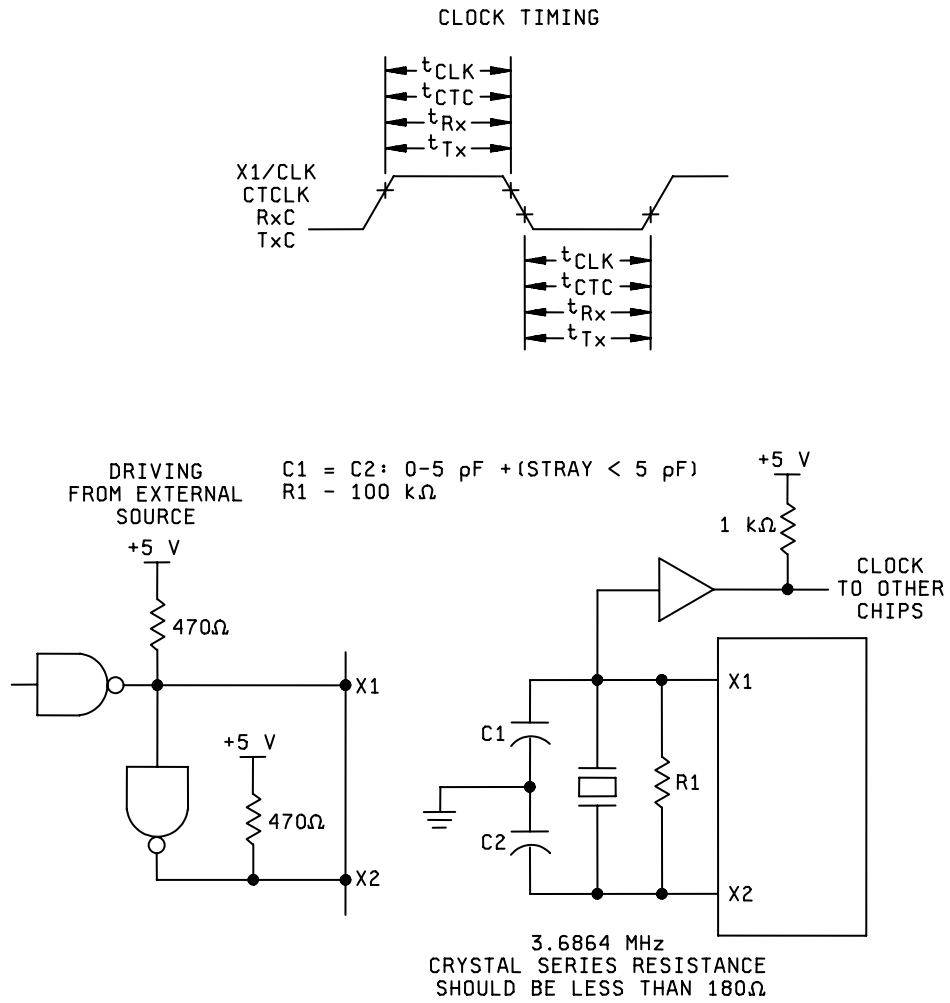 CLOCK TIMING
tCLK
tCTC
tRx
tTx
X1/CLK
CTCLK
RxC
TxC
tCLK
tCTC
tRx
tTx
DRIVING
FROM EXTERNAL
SOURCE
C1 = C2: 0-5 pF +(STRAY < 5 pF)
R1 - 100 kΩ
+5 V
470Ω
X1
+5 V
470Ω
X2
+5 V
1 kΩ
CLOCK
TO OTHER
CHIPS
X1
C1
R1
C2
X2
3.6864 MHz
CRYSTAL SERIES RESISTANCE
SHOULD BE LESS THAN 180Ω